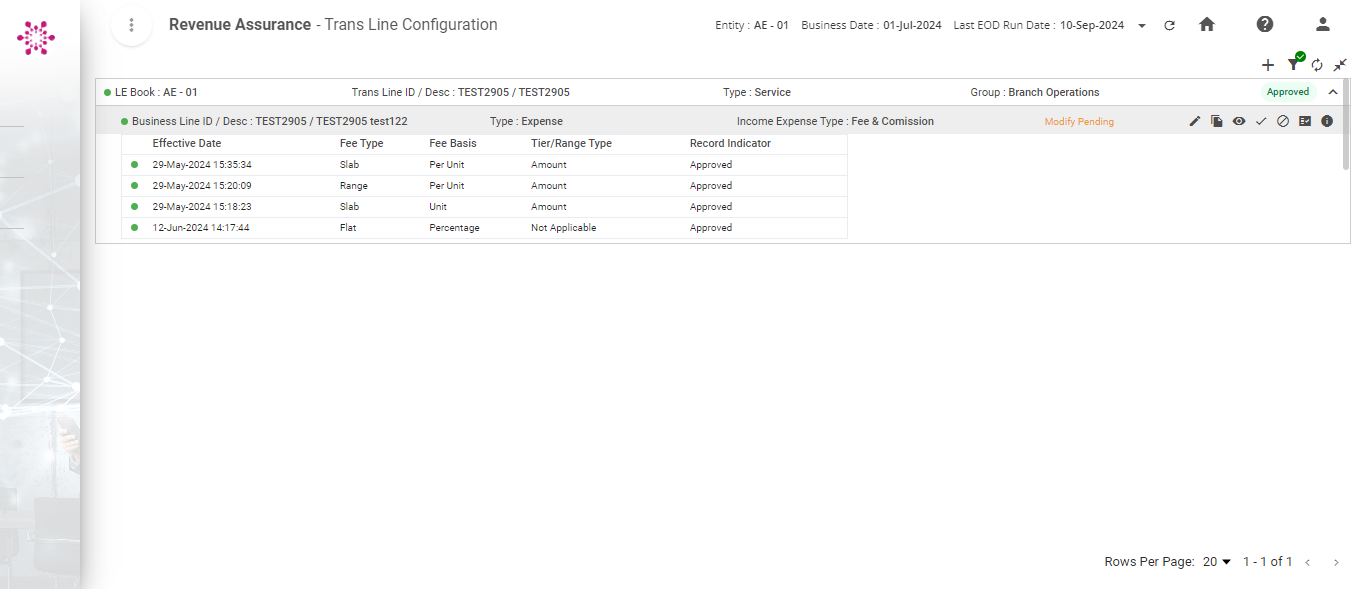 Revenue Assurance - Trans Line Configuration
Entity : AE - 01 Business Date : 01-Jul-2024 Last EOD Run Date : 10-Sep-2024
LE Book : AE - 01 Trans Line ID / Desc : TEST2905 / TEST2905 Type : Service Group : Branch Operations Approved
Business Line ID / Desc : TEST2905 / TEST2905 test122 Type : Expense Income Expense Type : Fee & Comission Modify Pending
Effective Date Fee Type Fee Basis Tier/Range Type Record Indicator
29-May-2024 15:35:34 Slab Per Unit Amount Approved
29-May-2024 15:20:09 Range Per Unit Amount Approved
29-May-2024 15:18:23 Slab Unit Amount Approved
12-Jun-2024 14:17:44 Flat Percentage Not Applicable Approved
Rows Per Page: 20 1 - 1 of 1